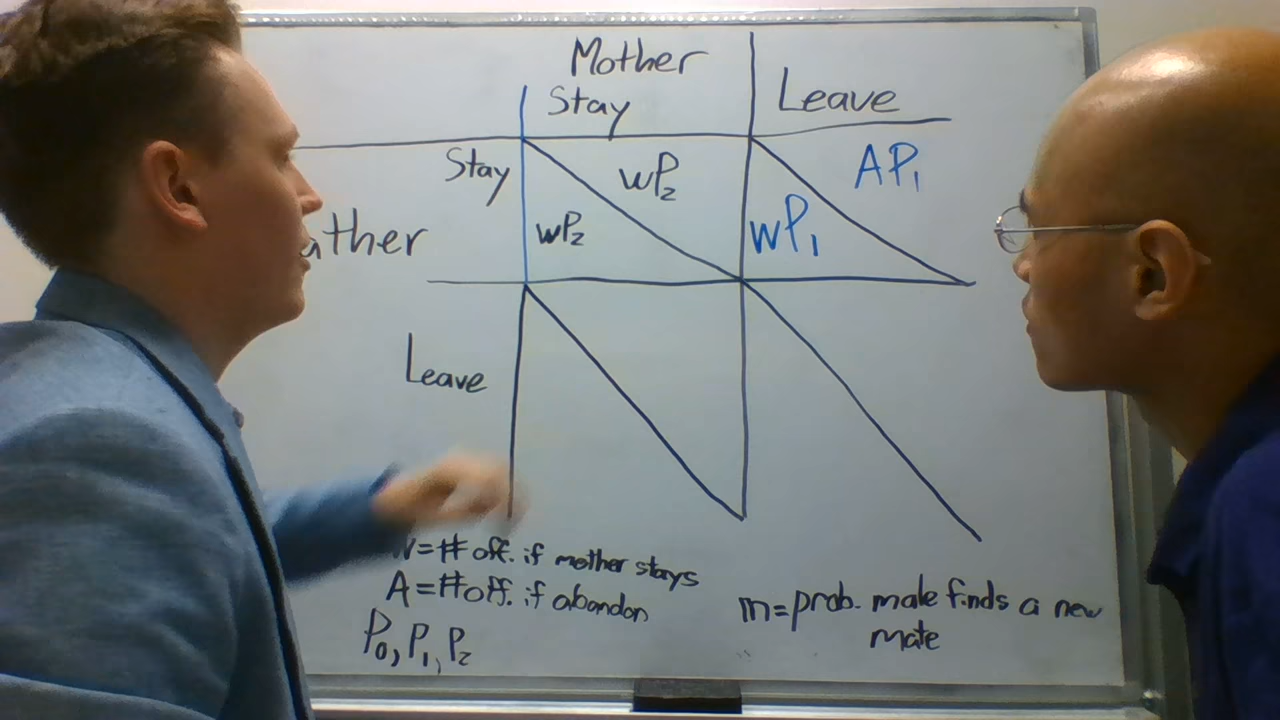 Mother
Stay
Leave
Stay
wP₂
AP₁
wP₂
wP₁
ather
Leave
=# off. if mother stays
A=#off. if abandon
P₀, P₁, P₂
m=prob. male finds a new
mate